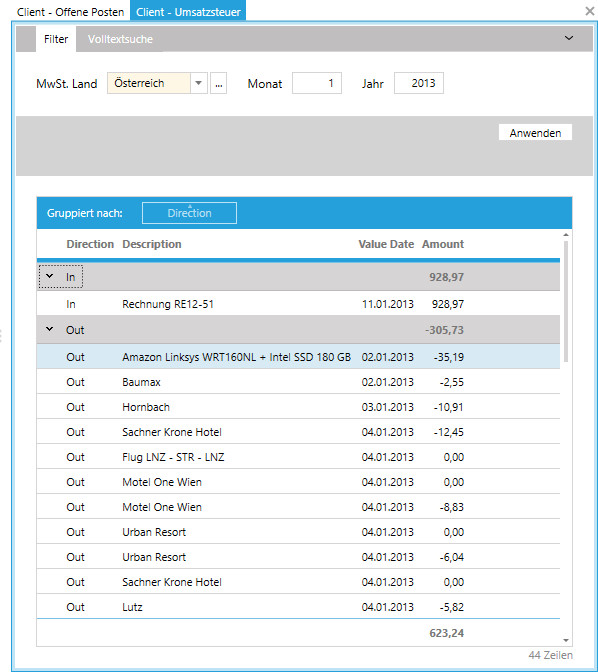 Client - Offene Posten Client - Umsatzsteuer
Filter Volltextsuche
MwSt. Land Österreich ... Monat 1 Jahr 2013
Anwenden
Gruppiert nach: Direction
Direction Description Value Date Amount
In 928,97
In Rechnung RE12-51 11.01.2013 928,97
Out -305,73
Out Amazon Linksys WRT160NL + Intel SSD 180 GB 02.01.2013 -35,19
Out Baumax 02.01.2013 -2,55
Out Hornbach 03.01.2013 -10,91
Out Sachner Krone Hotel 04.01.2013 -12,45
Out Flug LNZ - STR - LNZ 04.01.2013 0,00
Out Motel One Wien 04.01.2013 0,00
Out Motel One Wien 04.01.2013 -8,83
Out Urban Resort 04.01.2013 0,00
Out Urban Resort 04.01.2013 -6,04
Out Sachner Krone Hotel 04.01.2013 0,00
Out Lutz 04.01.2013 -5,82
623,24
44 Zeilen